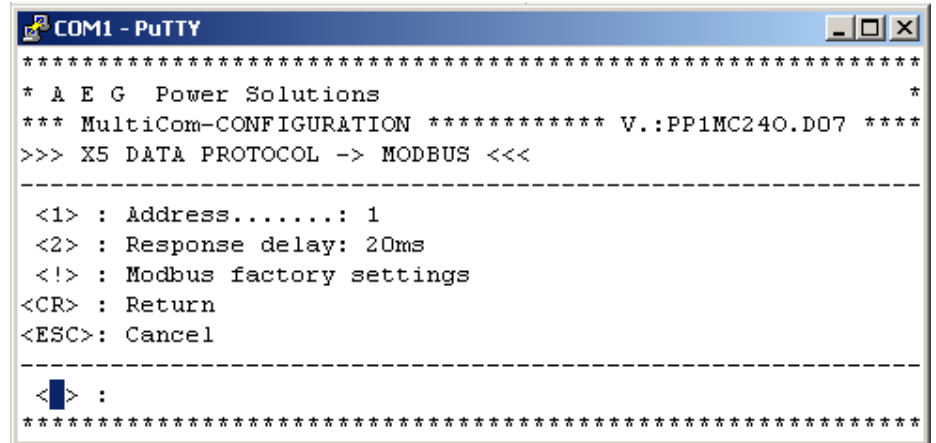 COM1 - PuTTY
*************************************************************
* A E G  Power Solutions                                    *
*** MultiCom-CONFIGURATION ************ V.:PP1MC240.D07 ****
>>> X5 DATA PROTOCOL -> MODBUS <<<
-------------------------------------------------------------
 <1> : Address.......: 1
 <2> : Response delay: 20ms
 <!> : Modbus factory settings
<CR> : Return
<ESC>: Cancel
-------------------------------------------------------------
 < > :
*************************************************************